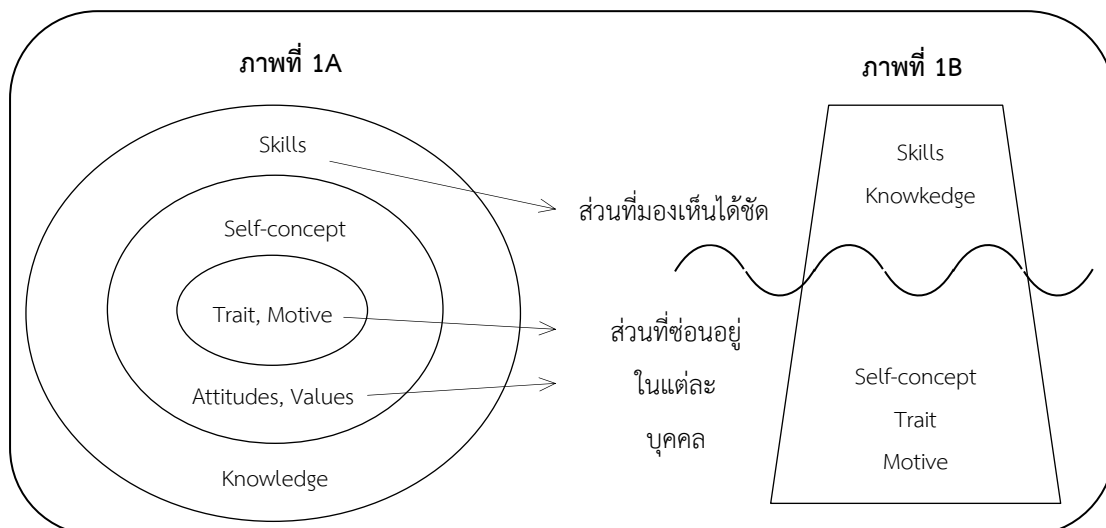 ภาพที่ 1A
Skills
Self-concept
Trait, Motive
Attitudes, Values
Knowledge
ส่วนที่มองเห็นได้ชัด
ส่วนที่ซ่อนอยู่
ในแต่ละ
บุคคล
ภาพที่ 1B
Skills
Knowkedge
Self-concept
Trait
Motive